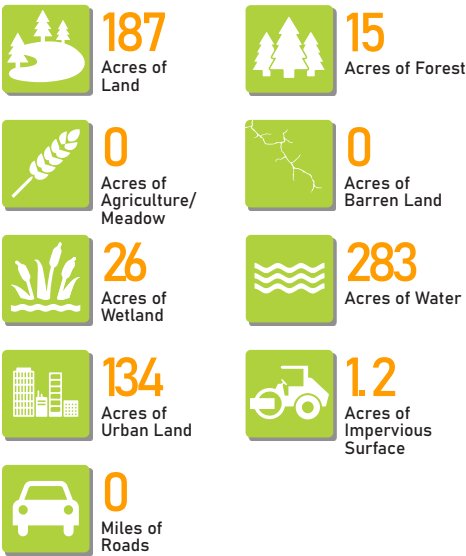 187
Acres of
Land
15
Acres of Forest
0
Acres of
Agriculture/
Meadow
0
Acres of
Barren Land
26
Acres of
Wetland
283
Acres of Water
134
Acres of
Urban Land
1.2
Acres of
Impervious
Surface
0
Miles of
Roads